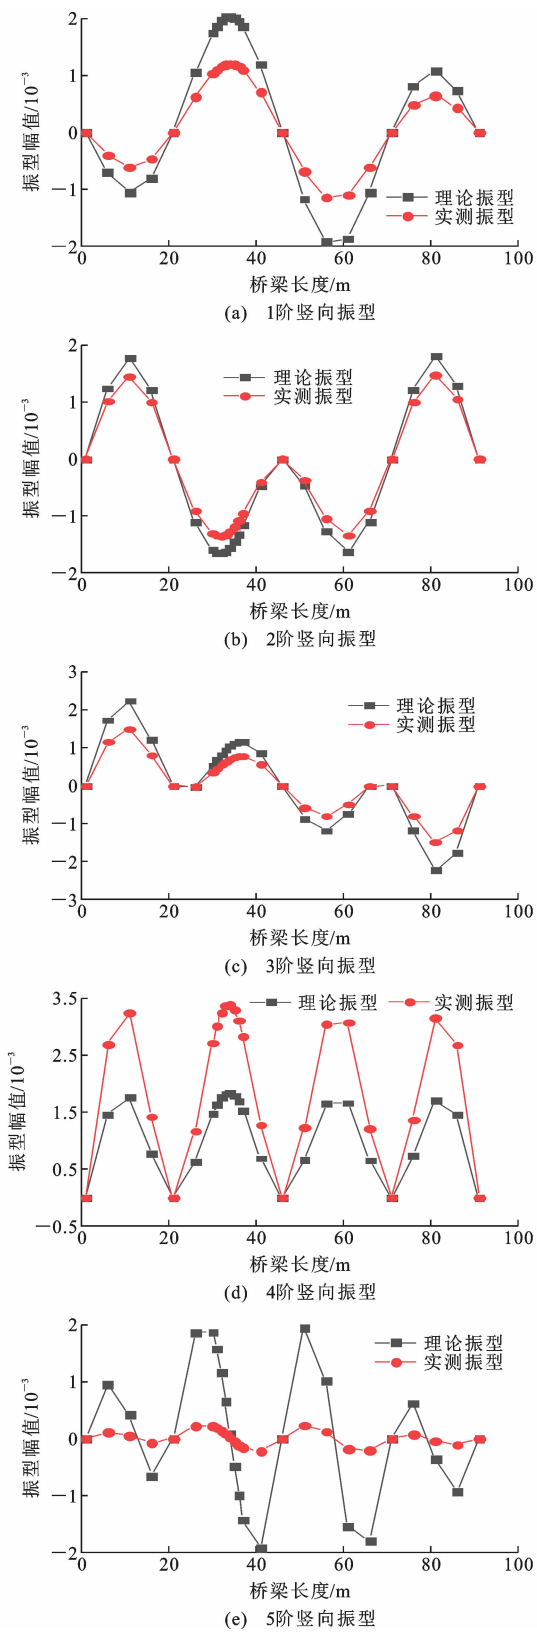 振型幅值/10⁻³
2
1
0
−1
−2
理论振型
实测振型
0 20 40 60 80 100
桥梁长度/m
(a) 1阶竖向振型
振型幅值/10⁻³
2
1
0
−1
−2
理论振型
实测振型
0 20 40 60 80 100
桥梁长度/m
(b) 2阶竖向振型
振型幅值/10⁻³
3
2
1
0
−1
−2
−3
理论振型
实测振型
0 20 40 60 80 100
桥梁长度/m
(c) 3阶竖向振型
振型幅值/10⁻³
3.5
2.5
1.5
0.5
−0.5
理论振型 实测振型
0 20 40 60 80 100
桥梁长度/m
(d) 4阶竖向振型
振型幅值/10⁻³
2
1
0
−1
−2
理论振型
实测振型
0 20 40 60 80 100
桥梁长度/m
(e) 5阶竖向振型